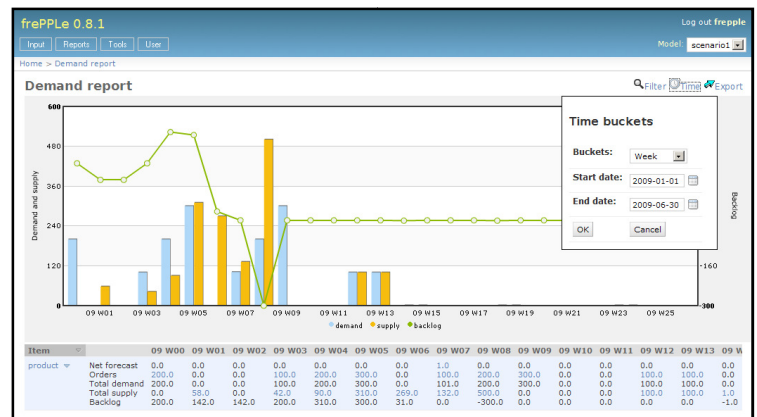 frePPLe 0.8.1
Log out frepple
Input Reports Tools User
Model: scenario1
Home > Demand report
Demand report
Filter Time Export
Time buckets
Buckets: Week
Start date: 2009-01-01
End date: 2009-06-30
OK Cancel
600
480
360
240
120
0
Demand and supply
Backlog
-160
-300
09 W01 09 W03 09 W05 09 W07 09 W09 09 W11 09 W13 09 W15 09 W17 09 W19 09 W21 09 W23 09 W25
demand supply backlog
Item 09 W00 09 W01 09 W02 09 W03 09 W04 09 W05 09 W06 09 W07 09 W08 09 W09 09 W10 09 W11 09 W12 09 W13 09 W
product Net forecast 0.0 0.0 0.0 0.0 0.0 0.0 0.0 1.0 0.0 0.0 0.0 0.0 0.0 0.0 0.0
Orders 200.0 0.0 0.0 100.0 200.0 300.0 0.0 100.0 200.0 300.0 0.0 0.0 100.0 100.0 0.0
Total demand 200.0 0.0 0.0 100.0 200.0 300.0 0.0 101.0 200.0 300.0 0.0 0.0 100.0 100.0 0.0
Total supply 0.0 58.0 0.0 42.0 90.0 310.0 269.0 132.0 500.0 0.0 0.0 0.0 100.0 100.0 1.0
Backlog 200.0 142.0 142.0 200.0 310.0 300.0 31.0 0.0 -300.0 0.0 0.0 0.0 0.0 0.0 -1.0